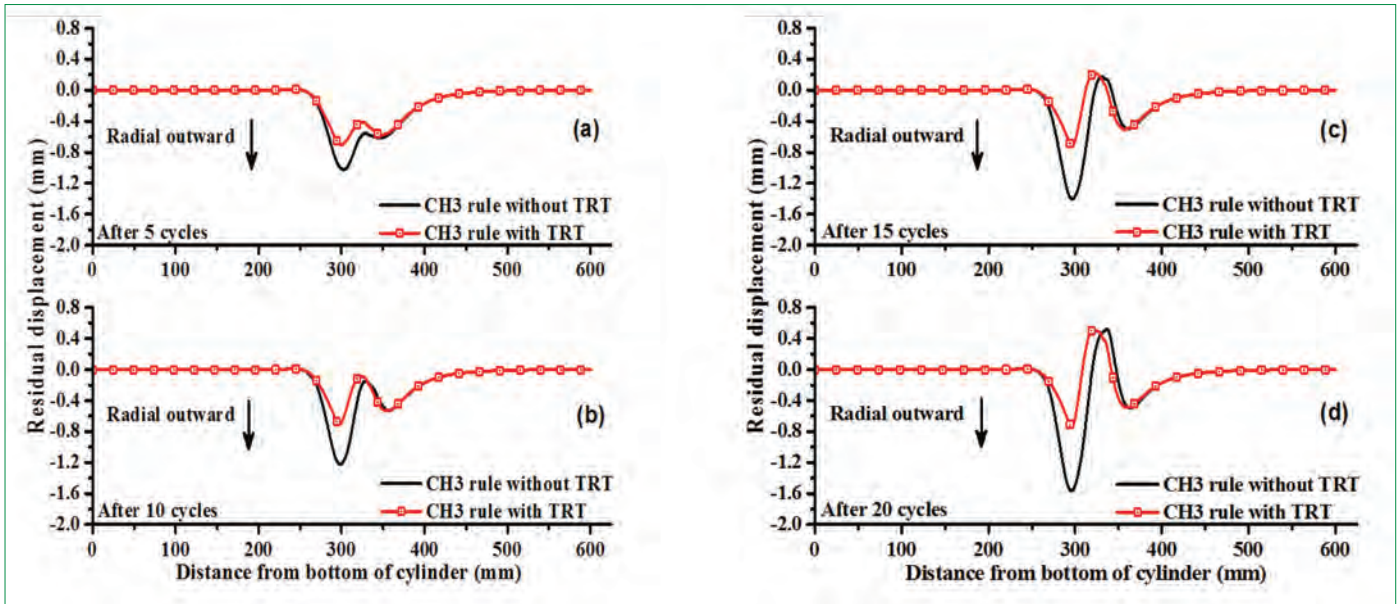 Residual displacement (mm)
0.8
0.4
0.0
-0.4
-0.8
-1.2
-1.6
-2.0
Radial outward
(a)
CH3 rule without TRT
CH3 rule with TRT
After 5 cycles
0 100 200 300 400 500 600
0.8
0.4
0.0
-0.4
-0.8
-1.2
-1.6
-2.0
Radial outward
(b)
CH3 rule without TRT
CH3 rule with TRT
After 10 cycles
0 100 200 300 400 500 600
Distance from bottom of cylinder (mm)
Residual displacement (mm)
0.8
0.4
0.0
-0.4
-0.8
-1.2
-1.6
-2.0
Radial outward
(c)
CH3 rule without TRT
CH3 rule with TRT
After 15 cycles
0 100 200 300 400 500 600
0.8
0.4
0.0
-0.4
-0.8
-1.2
-1.6
-2.0
Radial outward
(d)
CH3 rule without TRT
CH3 rule with TRT
After 20 cycles
0 100 200 300 400 500 600
Distance from bottom of cylinder (mm)